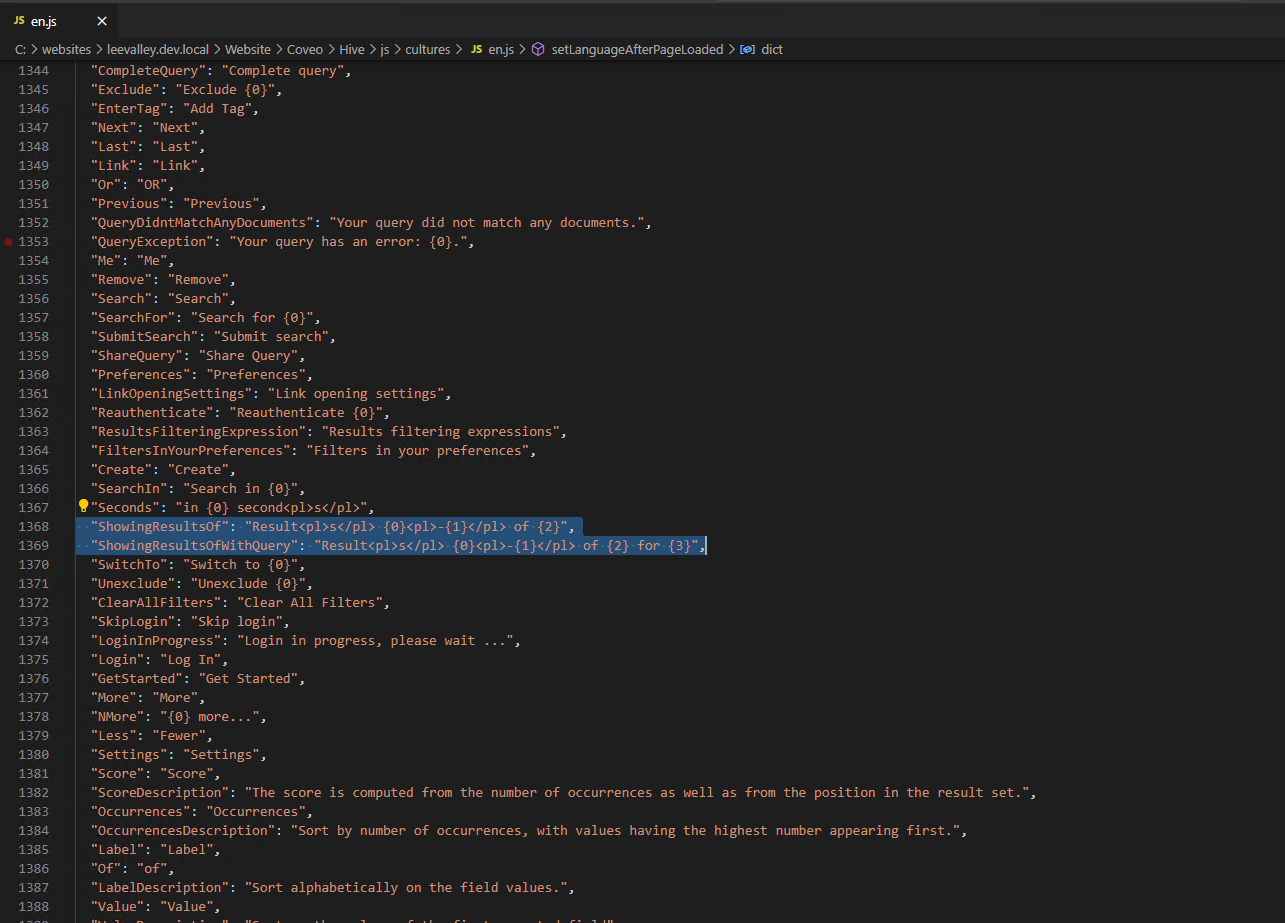 JS en.js ×
C: > websites > leevalley.dev.local > Website > Coveo > Hive > js > cultures > JS en.js > setLanguageAfterPageLoaded > dict
1344 "CompleteQuery": "Complete query",
1345 "Exclude": "Exclude {0}",
1346 "EnterTag": "Add Tag",
1347 "Next": "Next",
1348 "Last": "Last",
1349 "Link": "Link",
1350 "Or": "OR",
1351 "Previous": "Previous",
1352 "QueryDidntMatchAnyDocuments": "Your query did not match any documents.",
1353 "QueryException": "Your query has an error: {0}.",
1354 "Me": "Me",
1355 "Remove": "Remove",
1356 "Search": "Search",
1357 "SearchFor": "Search for {0}",
1358 "SubmitSearch": "Submit search",
1359 "ShareQuery": "Share Query",
1360 "Preferences": "Preferences",
1361 "LinkOpeningSettings": "Link opening settings",
1362 "Reauthenticate": "Reauthenticate {0}",
1363 "ResultsFilteringExpression": "Results filtering expressions",
1364 "FiltersInYourPreferences": "Filters in your preferences",
1365 "Create": "Create",
1366 "SearchIn": "Search in {0}",
1367 "Seconds": "in {0} second<pl>s</pl>",
1368 "ShowingResultsOf": "Result<pl>s</pl> {0}<pl>-{1}</pl> of {2}",
1369 "ShowingResultsOfWithQuery": "Result<pl>s</pl> {0}<pl>-{1}</pl> of {2} for {3}",
1370 "SwitchTo": "Switch to {0}",
1371 "Unexclude": "Unexclude {0}",
1372 "ClearAllFilters": "Clear All Filters",
1373 "SkipLogin": "Skip login",
1374 "LoginInProgress": "Login in progress, please wait ...",
1375 "Login": "Log In",
1376 "GetStarted": "Get Started",
1377 "More": "More",
1378 "NMore": "{0} more...",
1379 "Less": "Fewer",
1380 "Settings": "Settings",
1381 "Score": "Score",
1382 "ScoreDescription": "The score is computed from the number of occurrences as well as from the position in the result set.",
1383 "Occurrences": "Occurrences",
1384 "OccurrencesDescription": "Sort by number of occurrences, with values having the highest number appearing first.",
1385 "Label": "Label",
1386 "Of": "of",
1387 "LabelDescription": "Sort alphabetically on the field values.",
1388 "Value": "Value",